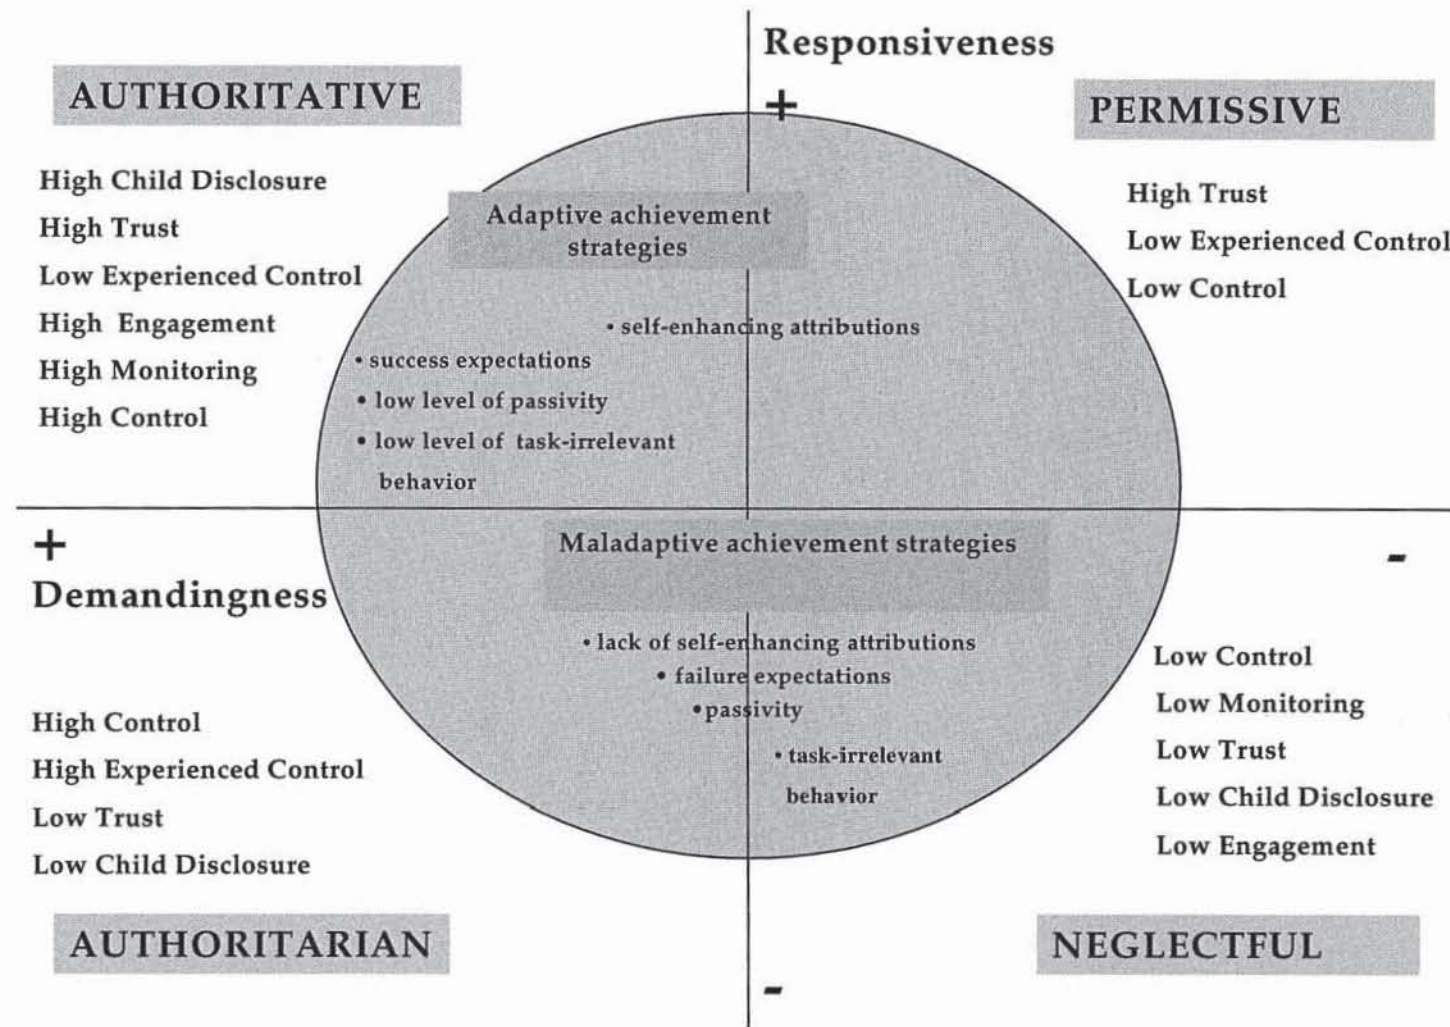 Responsiveness
+
AUTHORITATIVE
High Child Disclosure
High Trust
Low Experienced Control
High Engagement
High Monitoring
High Control
PERMISSIVE
High Trust
Low Experienced Control
Low Control
Adaptive achievement
strategies
• self-enhancing attributions
• success expectations
• low level of passivity
• low level of task-irrelevant
behavior
+
Demandingness
-
Maladaptive achievement strategies
• lack of self-enhancing attributions
• failure expectations
• passivity
• task-irrelevant
behavior
High Control
High Experienced Control
Low Trust
Low Child Disclosure
AUTHORITARIAN
Low Control
Low Monitoring
Low Trust
Low Child Disclosure
Low Engagement
NEGLECTFUL
-